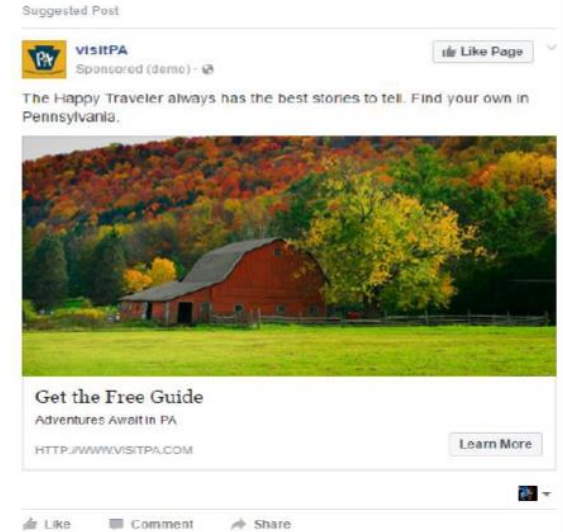 Suggested Post
PA
visitPA
Like Page
Sponsored (demo) ·
The Happy Traveler always has the best stories to tell. Find your own in
Pennsylvania.
Get the Free Guide
Adventures Await in PA
HTTP://WWW.VISITPA.COM
Learn More
Like Comment Share